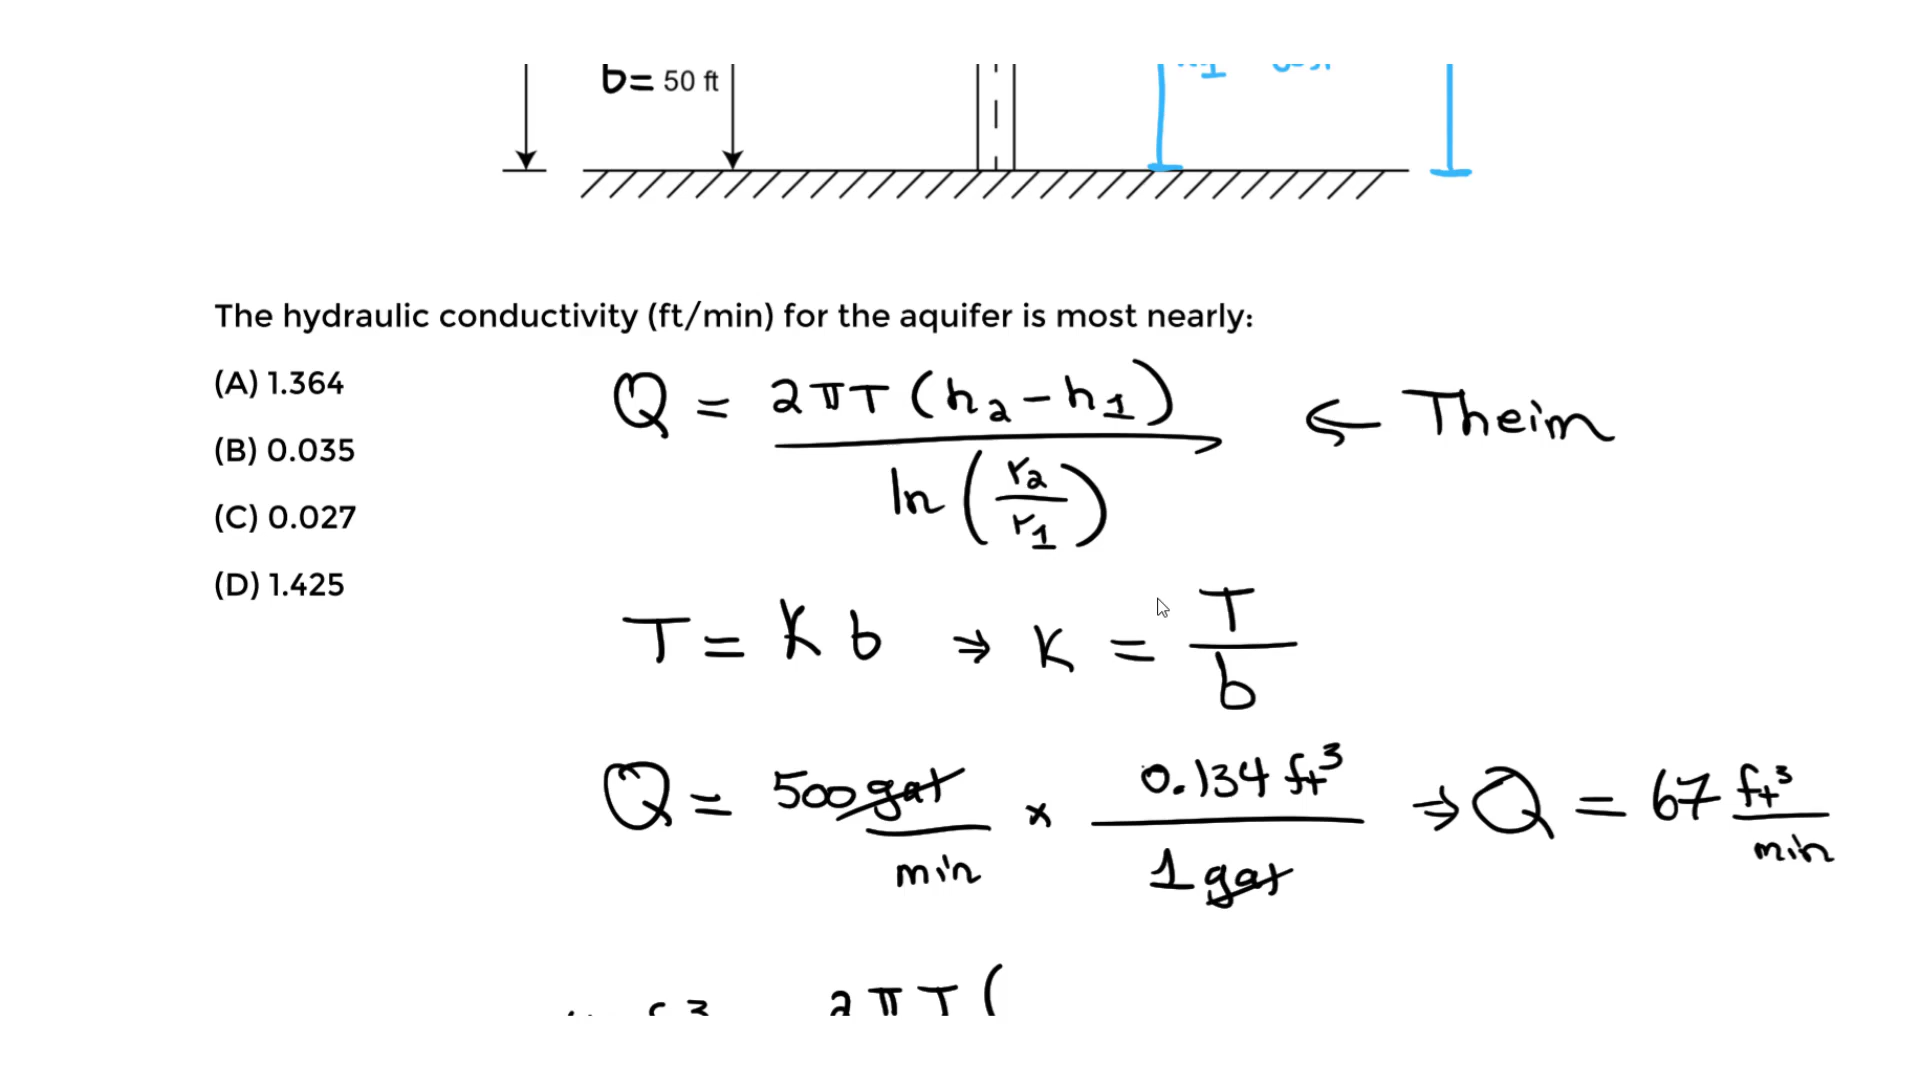 b= 50 ft
The hydraulic conductivity (ft/min) for the aquifer is most nearly:
(A) 1.364
(B) 0.035
(C) 0.027
(D) 1.425
Q = 2πT (h2 - h1) / ln (r2/r1) ← Theim
T = K b ⇒ K = T/b
Q = 500 gal/min × 0.134 ft³/1 gal ⇒ Q = 67 ft³/min
2πT (